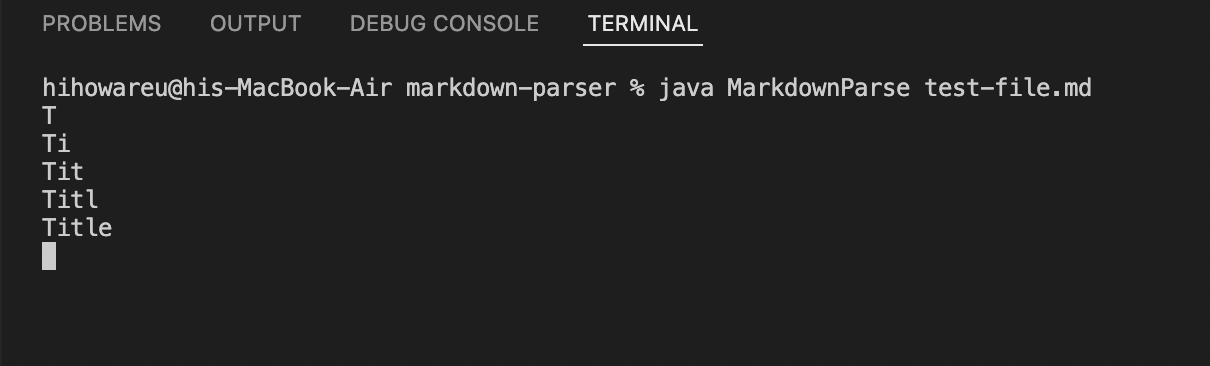 PROBLEMS OUTPUT DEBUG CONSOLE TERMINAL
hihowareu@his-MacBook-Air markdown-parser % java MarkdownParse test-file.md
T
Ti
Tit
Titl
Title